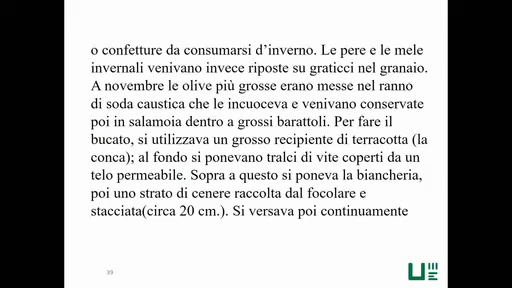 o confetture da consumarsi d’inverno. Le pere e le mele
invernali venivano invece riposte su graticci nel granaio.
A novembre le olive più grosse erano messe nel ranno
di soda caustica che le incuoceva e venivano conservate
poi in salamoia dentro a grossi barattoli. Per fare il
bucato, si utilizzava un grosso recipiente di terracotta (la
conca); al fondo si ponevano tralci di vite coperti da un
telo permeabile. Sopra a questo si poneva la biancheria,
poi uno strato di cenere raccolta dal focolare e
stacciata(circa 20 cm.). Si versava poi continuamente
39